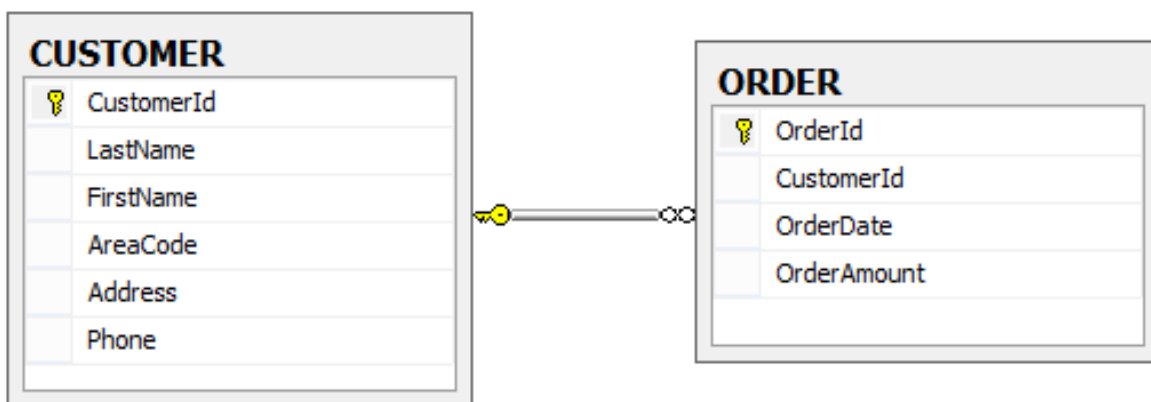 CUSTOMER
CustomerId
LastName
FirstName
AreaCode
Address
Phone
ORDER
OrderId
CustomerId
OrderDate
OrderAmount